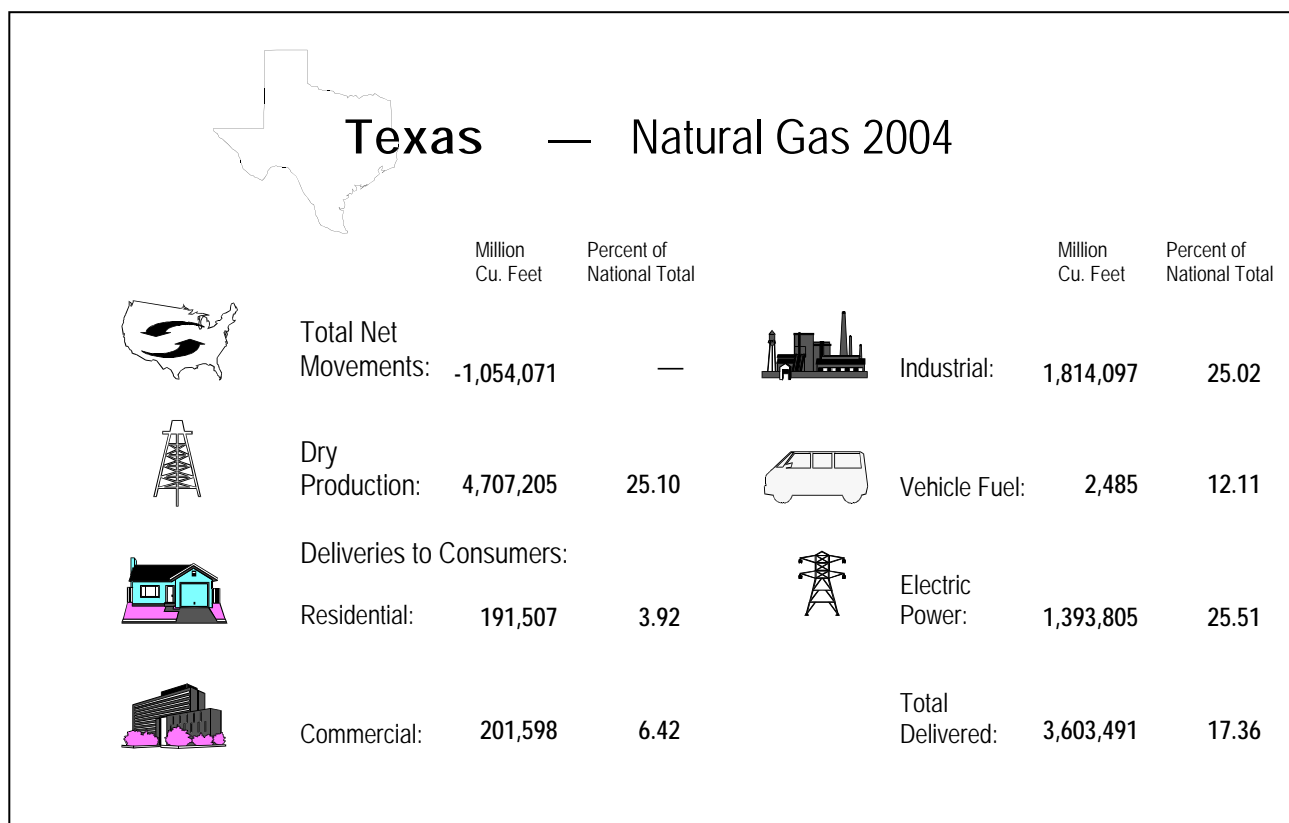 Texas — Natural Gas 2004
Million
Cu. Feet
Percent of
National Total
Total Net
Movements: -1,054,071 —
Dry
Production: 4,707,205 25.10
Deliveries to Consumers:
Residential: 191,507 3.92
Commercial: 201,598 6.42
Million
Cu. Feet
Percent of
National Total
Industrial: 1,814,097 25.02
Vehicle Fuel: 2,485 12.11
Electric
Power: 1,393,805 25.51
Total
Delivered: 3,603,491 17.36